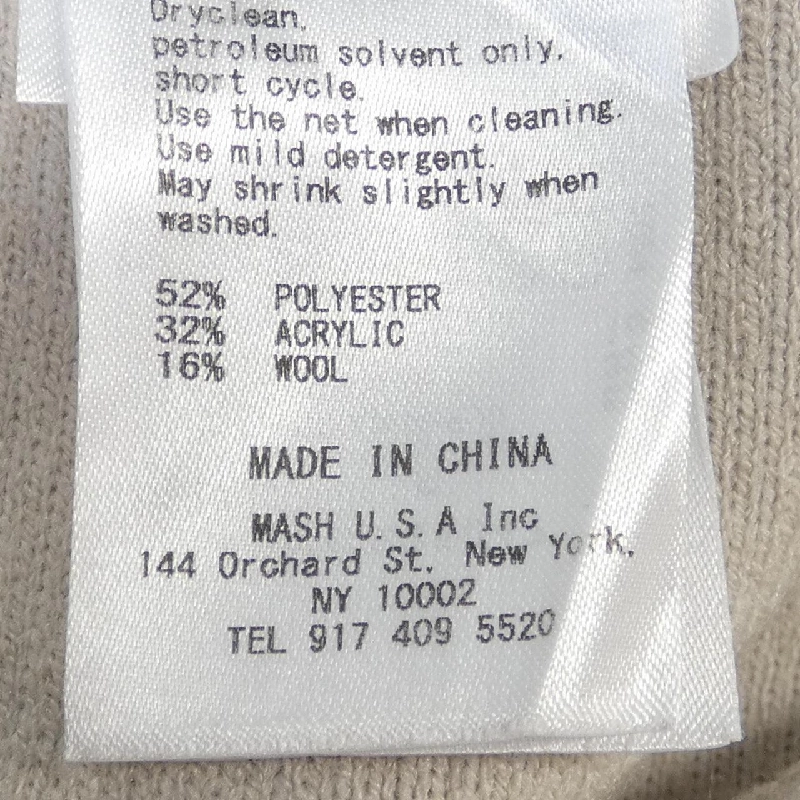 Dryclean.
petroleum solvent only.
short cycle.
Use the net when cleaning.
Use mild detergent.
May shrink slightly when
washed.
52% POLYESTER
32% ACRYLIC
16% WOOL
MADE IN CHINA
MASH U.S.A Inc
144 Orchard St. New York.
NY 10002
TEL 917 409 5520